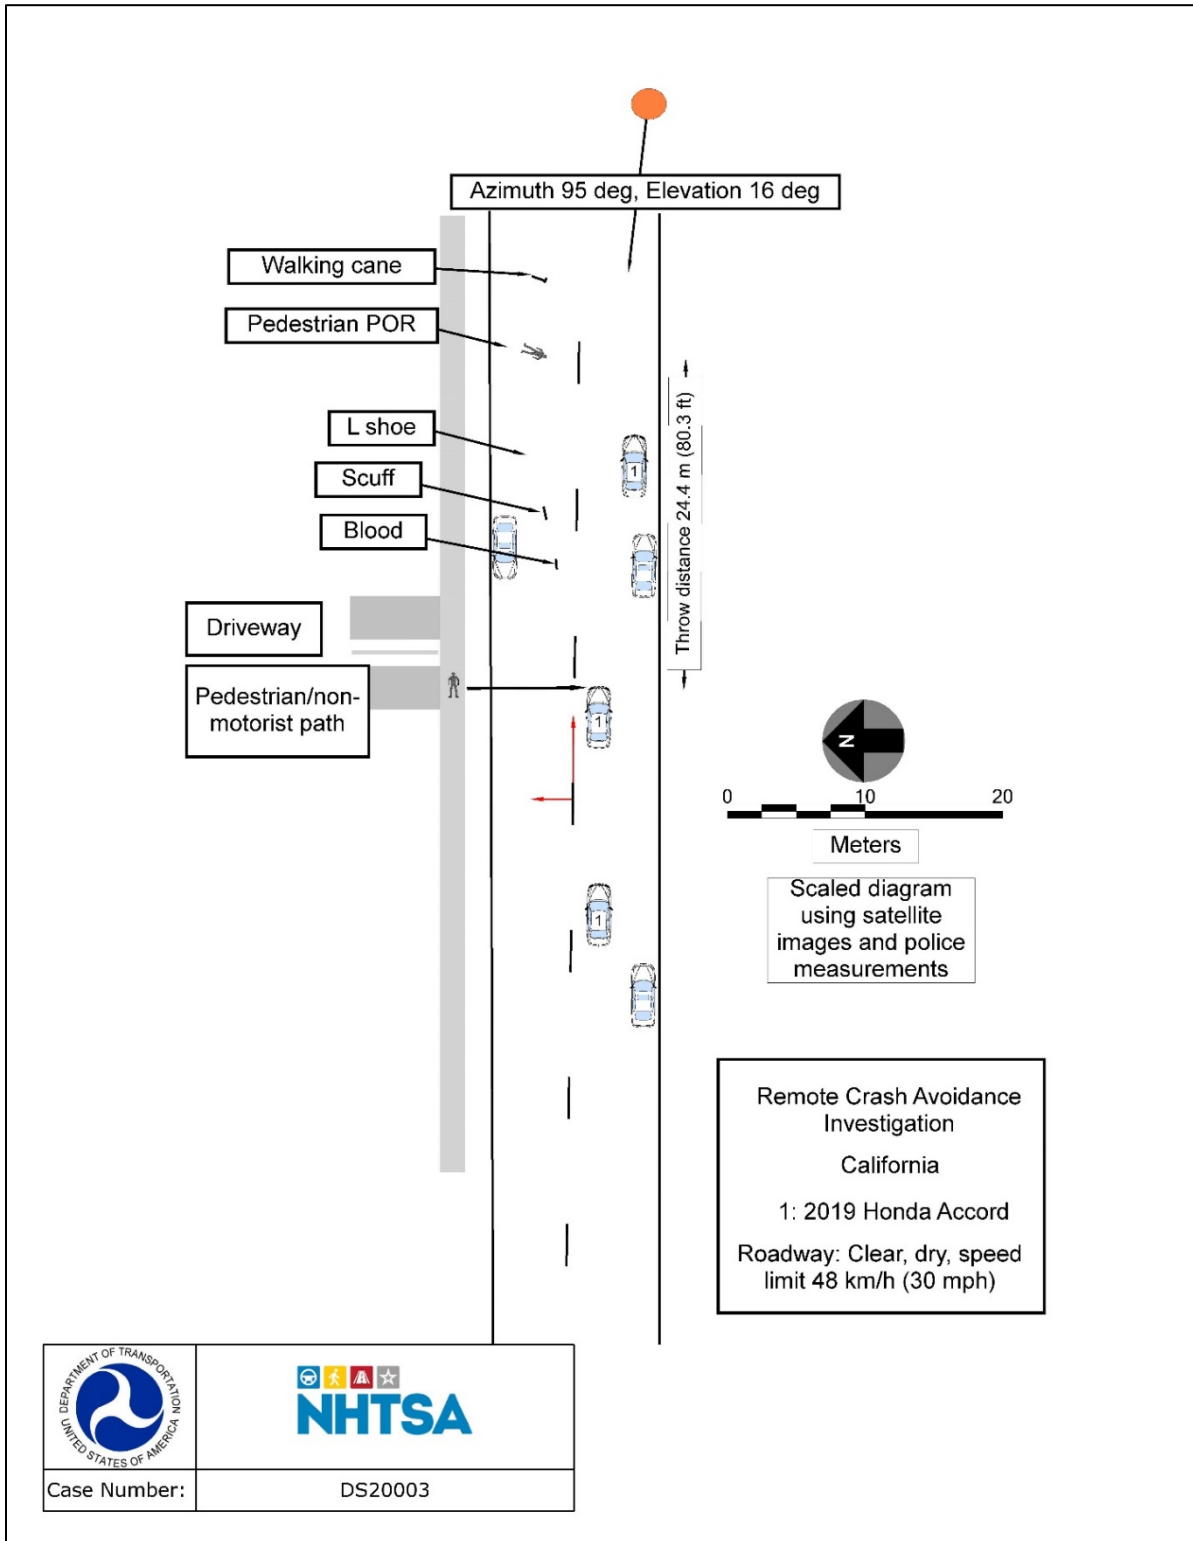 Azimuth 95 deg, Elevation 16 deg
Walking cane
Pedestrian POR
L shoe
Scuff
Blood
Driveway
Pedestrian/non-
motorist path
1
1
1
Throw distance 24.4 m (80.3 ft)
N
0 10 20
Meters
Scaled diagram
using satellite
images and police
measurements
Remote Crash Avoidance
Investigation
California
1: 2019 Honda Accord
Roadway: Clear, dry, speed
limit 48 km/h (30 mph)
DEPARTMENT OF TRANSPORTATION
UNITED STATES OF AMERICA
NHTSA
Case Number:
DS20003